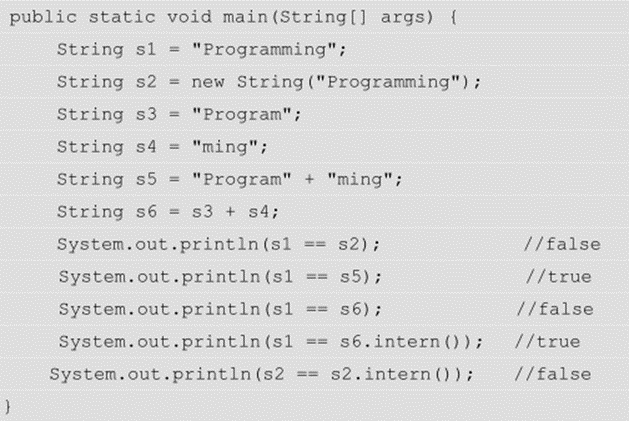 public static void main(String[] args) {
String s1 = "Programming";
String s2 = new String("Programming");
String s3 = "Program";
String s4 = "ming";
String s5 = "Program" + "ming";
String s6 = s3 + s4;
System.out.println(s1 == s2); //false
System.out.println(s1 == s5); //true
System.out.println(s1 == s6); //false
System.out.println(s1 == s6.intern()); //true
System.out.println(s2 == s2.intern()); //false
}